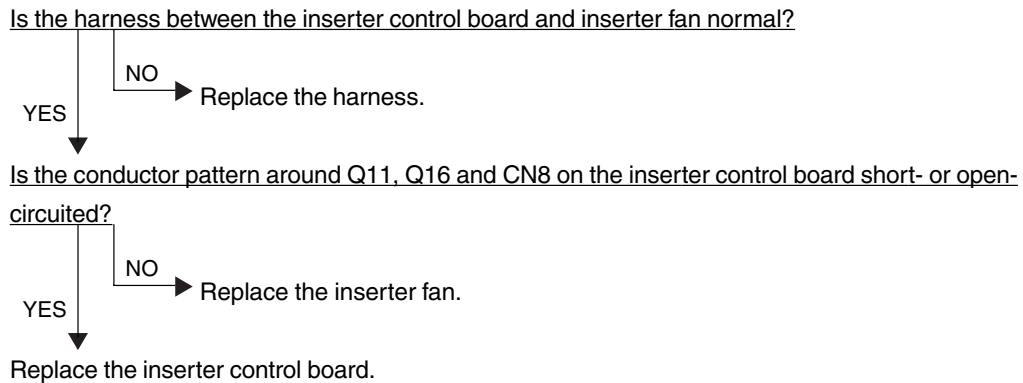 Is the harness between the inserter control board and inserter fan normal?
NO
Replace the harness.
YES
Is the conductor pattern around Q11, Q16 and CN8 on the inserter control board short- or open-
circuited?
NO
Replace the inserter fan.
YES
Replace the inserter control board.